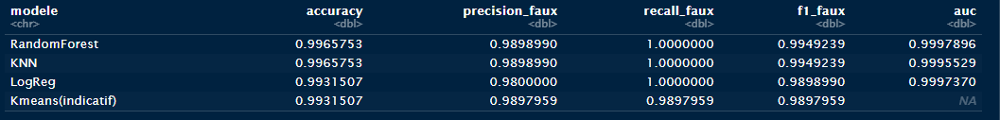 modele accuracy precision_faux recall_faux f1_faux auc
<chr> <dbl> <dbl> <dbl> <dbl> <dbl>
RandomForest 0.9965753 0.9898990 1.0000000 0.9949239 0.9997896
KNN 0.9965753 0.9898990 1.0000000 0.9949239 0.9995529
LogReg 0.9931507 0.9800000 1.0000000 0.9898990 0.9997370
Kmeans(indicatif) 0.9931507 0.9897959 0.9897959 0.9897959 NA